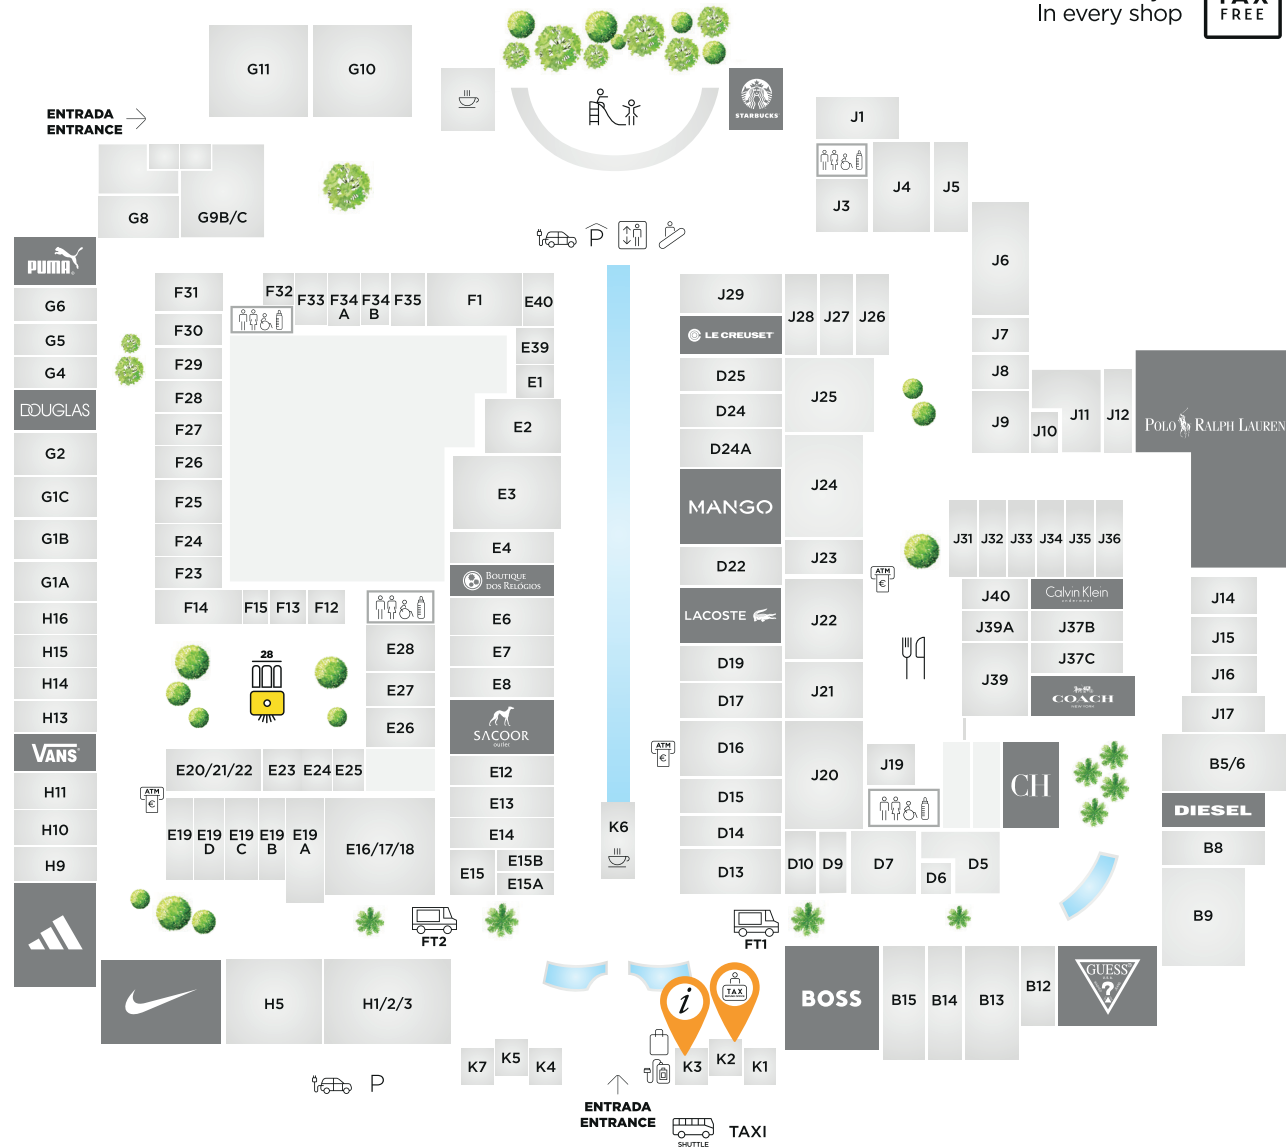 In every shop
TAX
FREE
G11
G10
STARBUCKS
ENTRADA
ENTRANCE
J1
G8
G9B/C
J3
J4
J5
P
PUMA
J6
G6
G5
G4
DOUGLAS
G2
G1C
G1B
G1A
H16
H15
H14
H13
VANS
H11
H10
H9
F31
F30
F29
F28
F27
F26
F25
F24
F23
F32
F33
F34
A
F34
B
F35
F1
E40
E39
E1
E2
E3
E4
BOUTIQUE
DOS RELÓGIOS
E6
E7
E8
SACOOR
outlet
E12
E13
E14
E15
E15B
E15A
F14
F15
F13
F12
E28
E27
E26
28
E20/21/22
E23
E24
E25
ATM
€
E19
E19
D
E19
C
E19
B
E19
A
E16/17/18
J29
LE CREUSET
D25
D24
D24A
MANGO
D22
LACOSTE
D19
D17
D16
D15
D14
D13
ATM
€
K6
J28
J27
J26
J25
J24
J23
J22
J21
J20
J19
ATM
€
J7
J8
J9
J10
J11
J12
POLO RALPH LAUREN
J31
J32
J33
J34
J35
J36
J40
Calvin Klein
underwear
J39A
J37B
J39
J37C
COACH
NEW YORK
CH
J14
J15
J16
J17
B5/6
DIESEL
B8
B9
D10
D9
D7
D6
D5
FT2
FT1
H5
H1/2/3
BOSS
B15
B14
B13
B12
GUESS
?
i
TAX
K7
K5
K4
K3
K2
K1
P
ENTRADA
ENTRANCE
SHUTTLE
TAXI